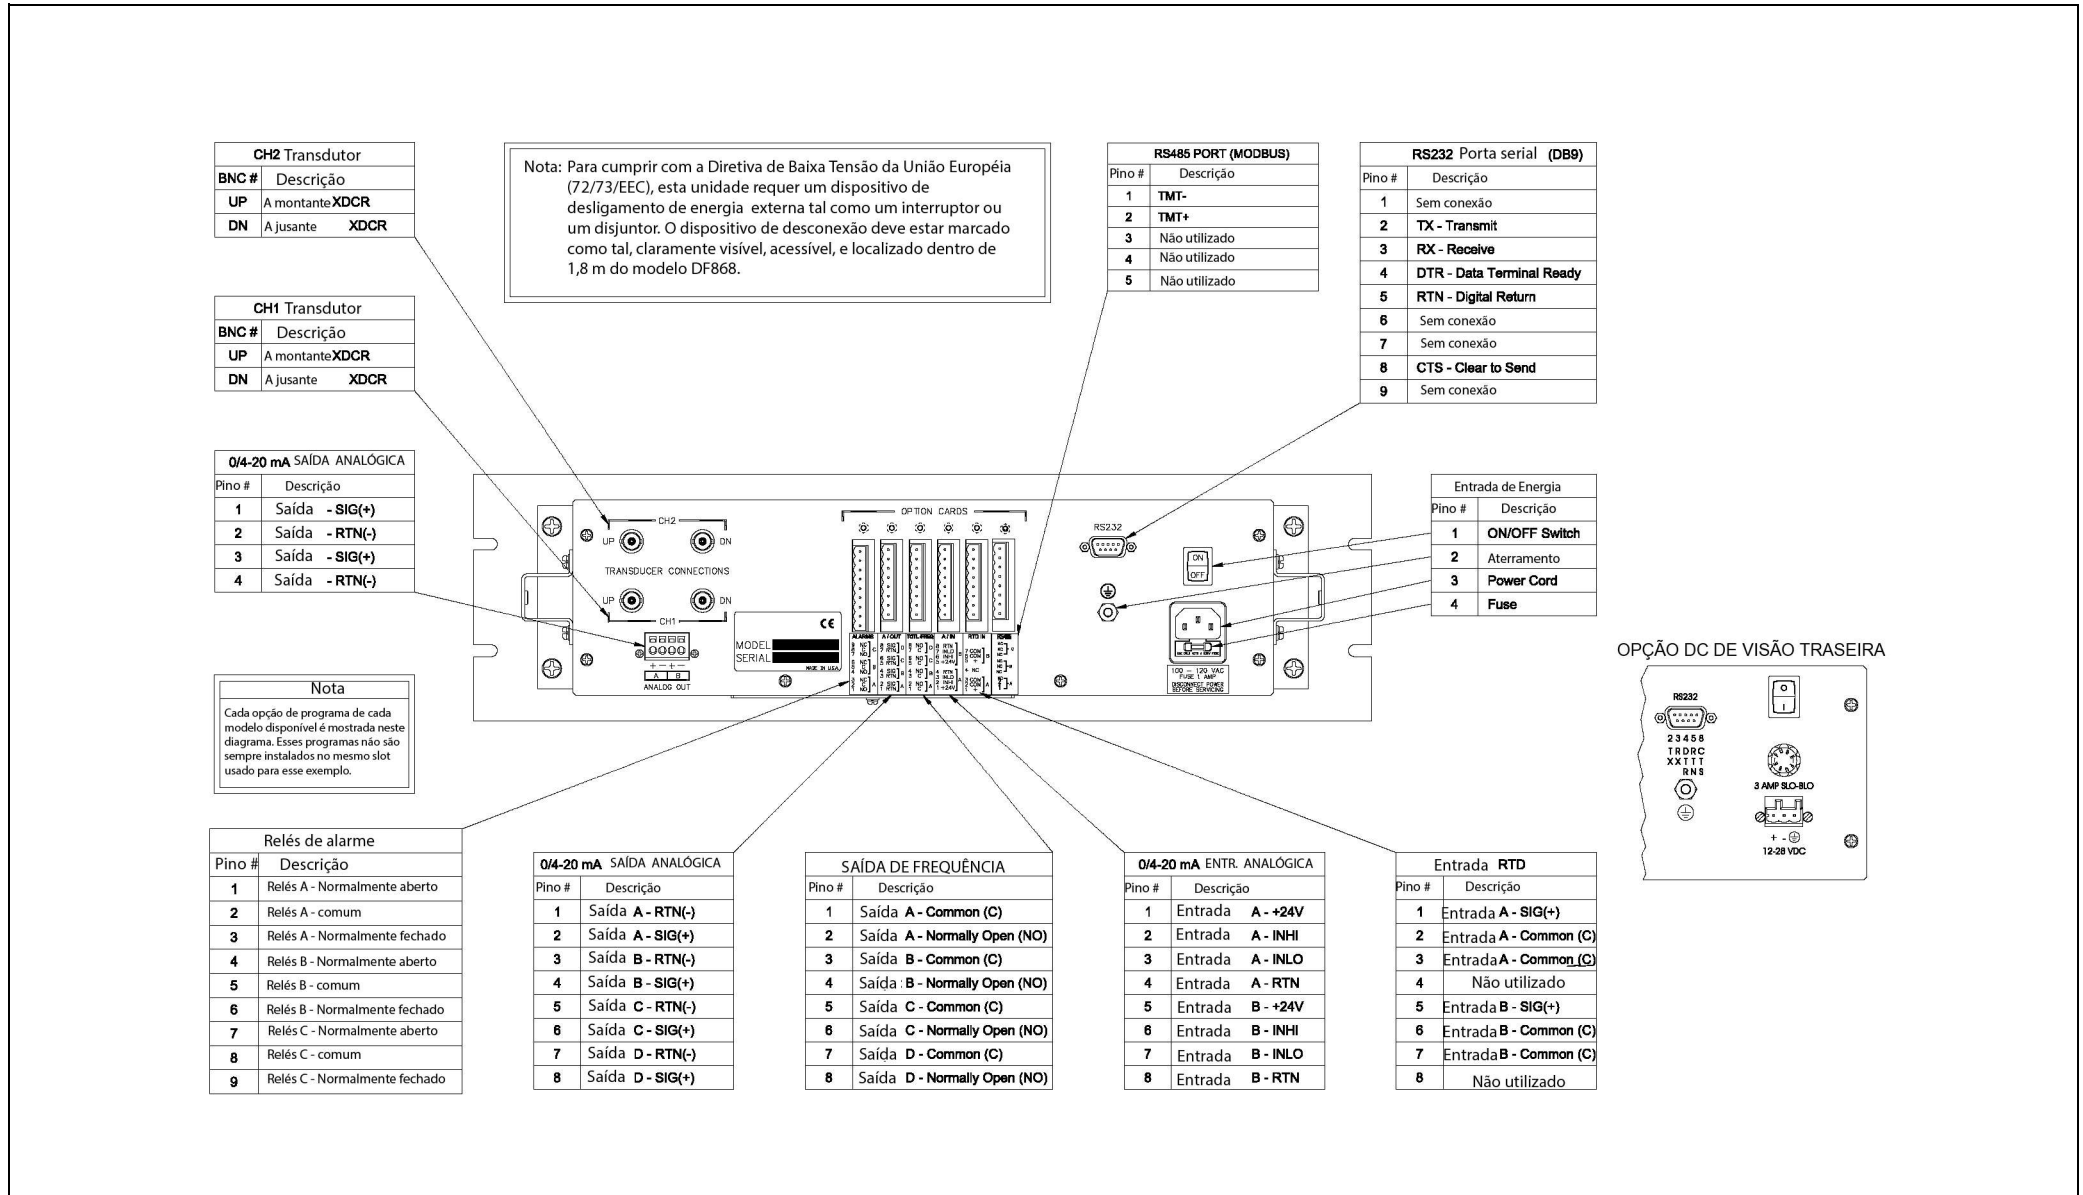 CH2 Transdutor
BNC # Descrição
UP A montante XDCR
DN A jusante XDCR
Nota: Para cumprir com a Diretiva de Baixa Tensão da União Européia
(72/73/EEC), esta unidade requer um dispositivo de
desligamento de energia externa tal como um interruptor ou
um disjuntor. O dispositivo de desconexão deve estar marcado
como tal, claramente visível, acessível, e localizado dentro de
1,8 m do modelo DF868.
RS485 PORT (MODBUS)
Pino # Descrição
1 TMT-
2 TMT+
3 Não utilizado
4 Não utilizado
5 Não utilizado
RS232 Porta serial (DB9)
Pino # Descrição
1 Sem conexão
2 TX - Transmit
3 RX - Receive
4 DTR - Data Terminal Ready
5 RTN - Digital Return
6 Sem conexão
7 Sem conexão
8 CTS - Clear to Send
9 Sem conexão
CH1 Transdutor
BNC # Descrição
UP A montante XDCR
DN A jusante XDCR
0/4-20 mA SAÍDA ANALÓGICA
Pino # Descrição
1 Saída - SIG(+)
2 Saída - RTN(-)
3 Saída - SIG(+)
4 Saída - RTN(-)
Entrada de Energia
Pino # Descrição
1 ON/OFF Switch
2 Aterramento
3 Power Cord
4 Fuse
OPTION CARDS
CH2
UP DN
TRANSDUCER CONNECTIONS
UP DN
CH1
RS232
ON
OFF
CE
MODEL
SERIAL
MADE IN U.S.A.
+ - + -
A B
ANALOG OUT
ALARMS A/OUT TOTL-FREQ A/IN RTD IN RS485
100 - 120 VAC
FUSE 1 AMP
DISCONNECT POWER
BEFORE SERVICING
OPÇÃO DC DE VISÃO TRASEIRA
RS232
2 3 4 5 8
T R D R C
X X T T T
R N S
3 AMP SLO-BLO
+ -
12-28 VDC
Nota
Cada opção de programa de cada
modelo disponível é mostrada neste
diagrama. Esses programas não são
sempre instalados no mesmo slot
usado para esse exemplo.
Relés de alarme
Pino # Descrição
1 Relés A - Normalmente aberto
2 Relés A - comum
3 Relés A - Normalmente fechado
4 Relés B - Normalmente aberto
5 Relés B - comum
6 Relés B - Normalmente fechado
7 Relés C - Normalmente aberto
8 Relés C - comum
9 Relés C - Normalmente fechado
0/4-20 mA SAÍDA ANALÓGICA
Pino # Descrição
1 Saída A - RTN(-)
2 Saída A - SIG(+)
3 Saída B - RTN(-)
4 Saída B - SIG(+)
5 Saída C - RTN(-)
6 Saída C - SIG(+)
7 Saída D - RTN(-)
8 Saída D - SIG(+)
SAÍDA DE FREQUÊNCIA
Pino # Descrição
1 Saída A - Common (C)
2 Saída A - Normally Open (NO)
3 Saída B - Common (C)
4 Saída : B - Normally Open (NO)
5 Saída C - Common (C)
6 Saída C - Normally Open (NO)
7 Saída D - Common (C)
8 Saída D - Normally Open (NO)
0/4-20 mA ENTR. ANALÓGICA
Pino # Descrição
1 Entrada A - +24V
2 Entrada A - INHI
3 Entrada A - INLO
4 Entrada A - RTN
5 Entrada B - +24V
6 Entrada B - INHI
7 Entrada B - INLO
8 Entrada B - RTN
Entrada RTD
Pino # Descrição
1 Entrada A - SIG(+)
2 Entrada A - Common (C)
3 Entrada A - Common (C)
4 Não utilizado
5 Entrada B - SIG(+)
6 Entrada B - Common (C)
7 Entrada B - Common (C)
8 Não utilizado